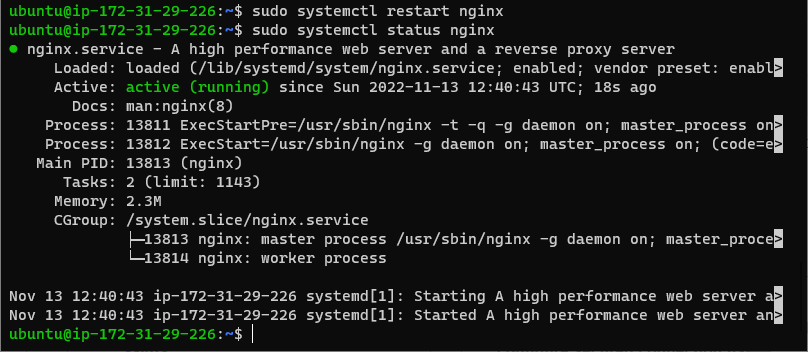 ubuntu@ip-172-31-29-226:~$ sudo systemctl restart nginx
ubuntu@ip-172-31-29-226:~$ sudo systemctl status nginx
● nginx.service - A high performance web server and a reverse proxy server
     Loaded: loaded (/lib/systemd/system/nginx.service; enabled; vendor preset: enabl>
     Active: active (running) since Sun 2022-11-13 12:40:43 UTC; 18s ago
       Docs: man:nginx(8)
    Process: 13811 ExecStartPre=/usr/sbin/nginx -t -q -g daemon on; master_process on>
    Process: 13812 ExecStart=/usr/sbin/nginx -g daemon on; master_process on; (code=e>
   Main PID: 13813 (nginx)
      Tasks: 2 (limit: 1143)
     Memory: 2.3M
     CGroup: /system.slice/nginx.service
             ├─13813 nginx: master process /usr/sbin/nginx -g daemon on; master_proce>
             └─13814 nginx: worker process
Nov 13 12:40:43 ip-172-31-29-226 systemd[1]: Starting A high performance web server a>
Nov 13 12:40:43 ip-172-31-29-226 systemd[1]: Started A high performance web server an>
ubuntu@ip-172-31-29-226:~$